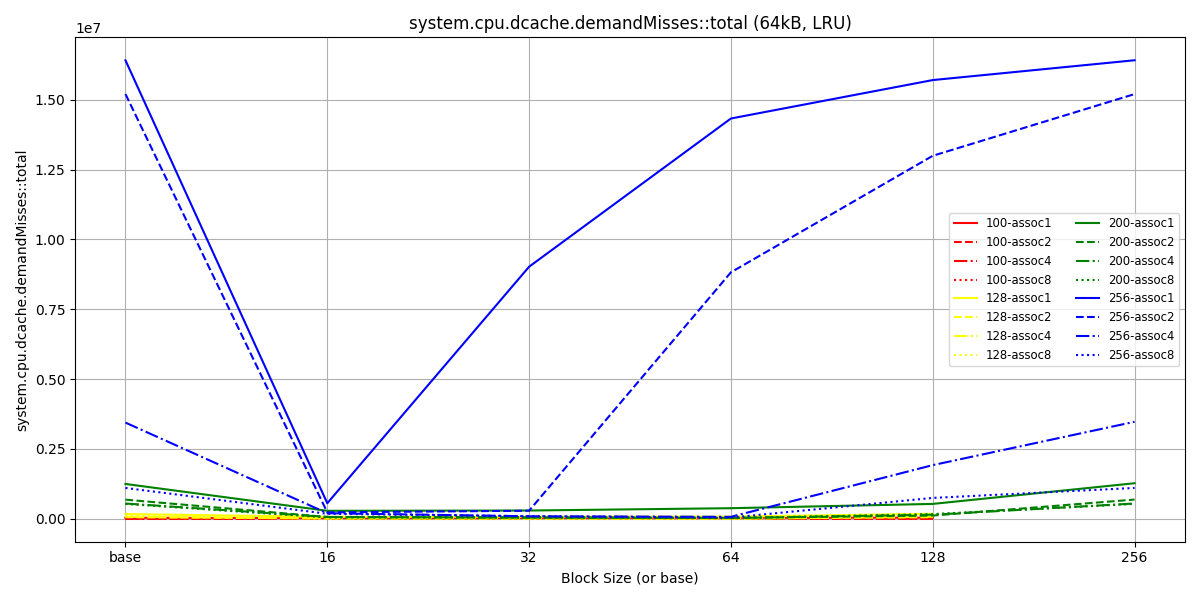 system.cpu.dcache.demandMisses::total (64kB, LRU)
1e7
1.50
1.25
1.00
0.75
0.50
0.25
0.00
system.cpu.dcache.demandMisses::total
100-assoc1
100-assoc2
100-assoc4
100-assoc8
128-assoc1
128-assoc2
128-assoc4
128-assoc8
200-assoc1
200-assoc2
200-assoc4
200-assoc8
256-assoc1
256-assoc2
256-assoc4
256-assoc8
base 16 32 64 128 256
Block Size (or base)